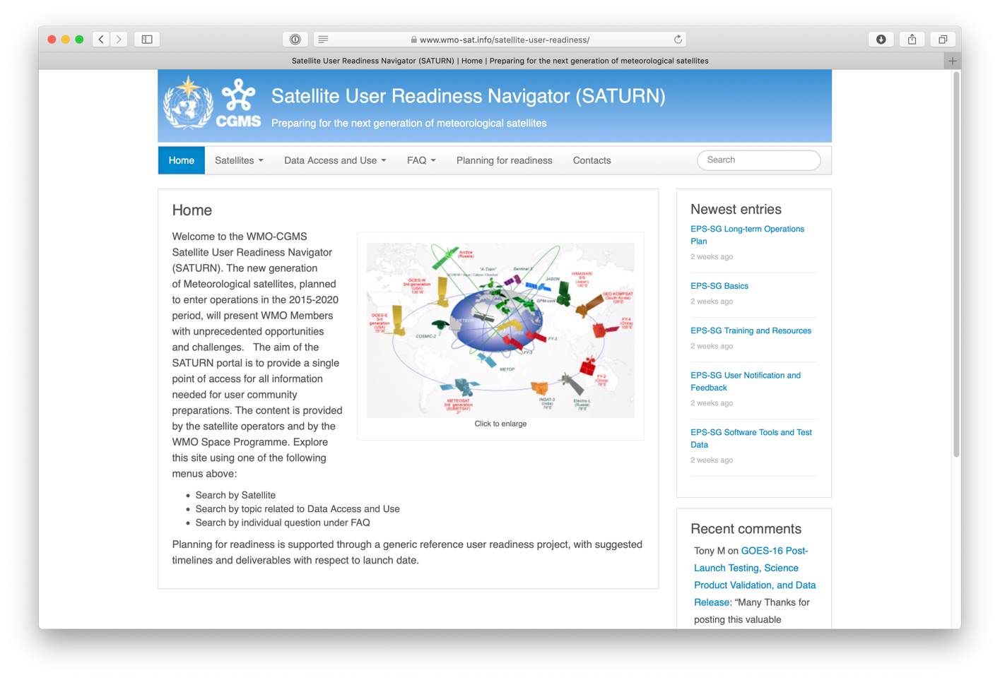 www.wmo-sat.info/satellite-user-readiness/
Satellite User Readiness Navigator (SATURN) | Home | Preparing for the next generation of meteorological satellites
CGMS
Satellite User Readiness Navigator (SATURN)
Preparing for the next generation of meteorological satellites
Home
Satellites
Data Access and Use
FAQ
Planning for readiness
Contacts
Search
Home
Welcome to the WMO-CGMS
Satellite User Readiness Navigator
(SATURN). The new generation
of Meteorological satellites, planned
to enter operations in the 2015-2020
period, will present WMO Members
with unprecedented opportunities
and challenges.   The aim of the
SATURN portal is to provide a single
point of access for all information
needed for user community
preparations. The content is provided
by the satellite operators and by the
WMO Space Programme. Explore
this site using one of the following
menus above:
Arctica
(Russia)
"A-Train"
Sentinel 3
JASON
HIMAWARI
8/9
(Japan)
140°E
GOES-W
3rd generation
(USA)
GPM-core
GEO-KOMPSAT
(South Korea)
128°E
GOES-E
3rd
generation
(USA)
75°W
METEOR
FY-4
(China)
105°E
COSMIC-2
FY-3
FY-3
METOP
FY-2
(China)
METEOSAT
3rd generation
(EUMETSAT)
0°
INSAT-3
(India)
74°E
Electro-L
(Russia)
Click to enlarge
• Search by Satellite
• Search by topic related to Data Access and Use
• Search by individual question under FAQ
Planning for readiness is supported through a generic reference user readiness project, with suggested
timelines and deliverables with respect to launch date.
Newest entries
EPS-SG Long-term Operations
Plan
2 weeks ago
EPS-SG Basics
2 weeks ago
EPS-SG Training and Resources
2 weeks ago
EPS-SG User Notification and
Feedback
2 weeks ago
EPS-SG Software Tools and Test
Data
2 weeks ago
Recent comments
Tony M on GOES-16 Post-
Launch Testing, Science
Product Validation, and Data
Release: “Many Thanks for
posting this valuable